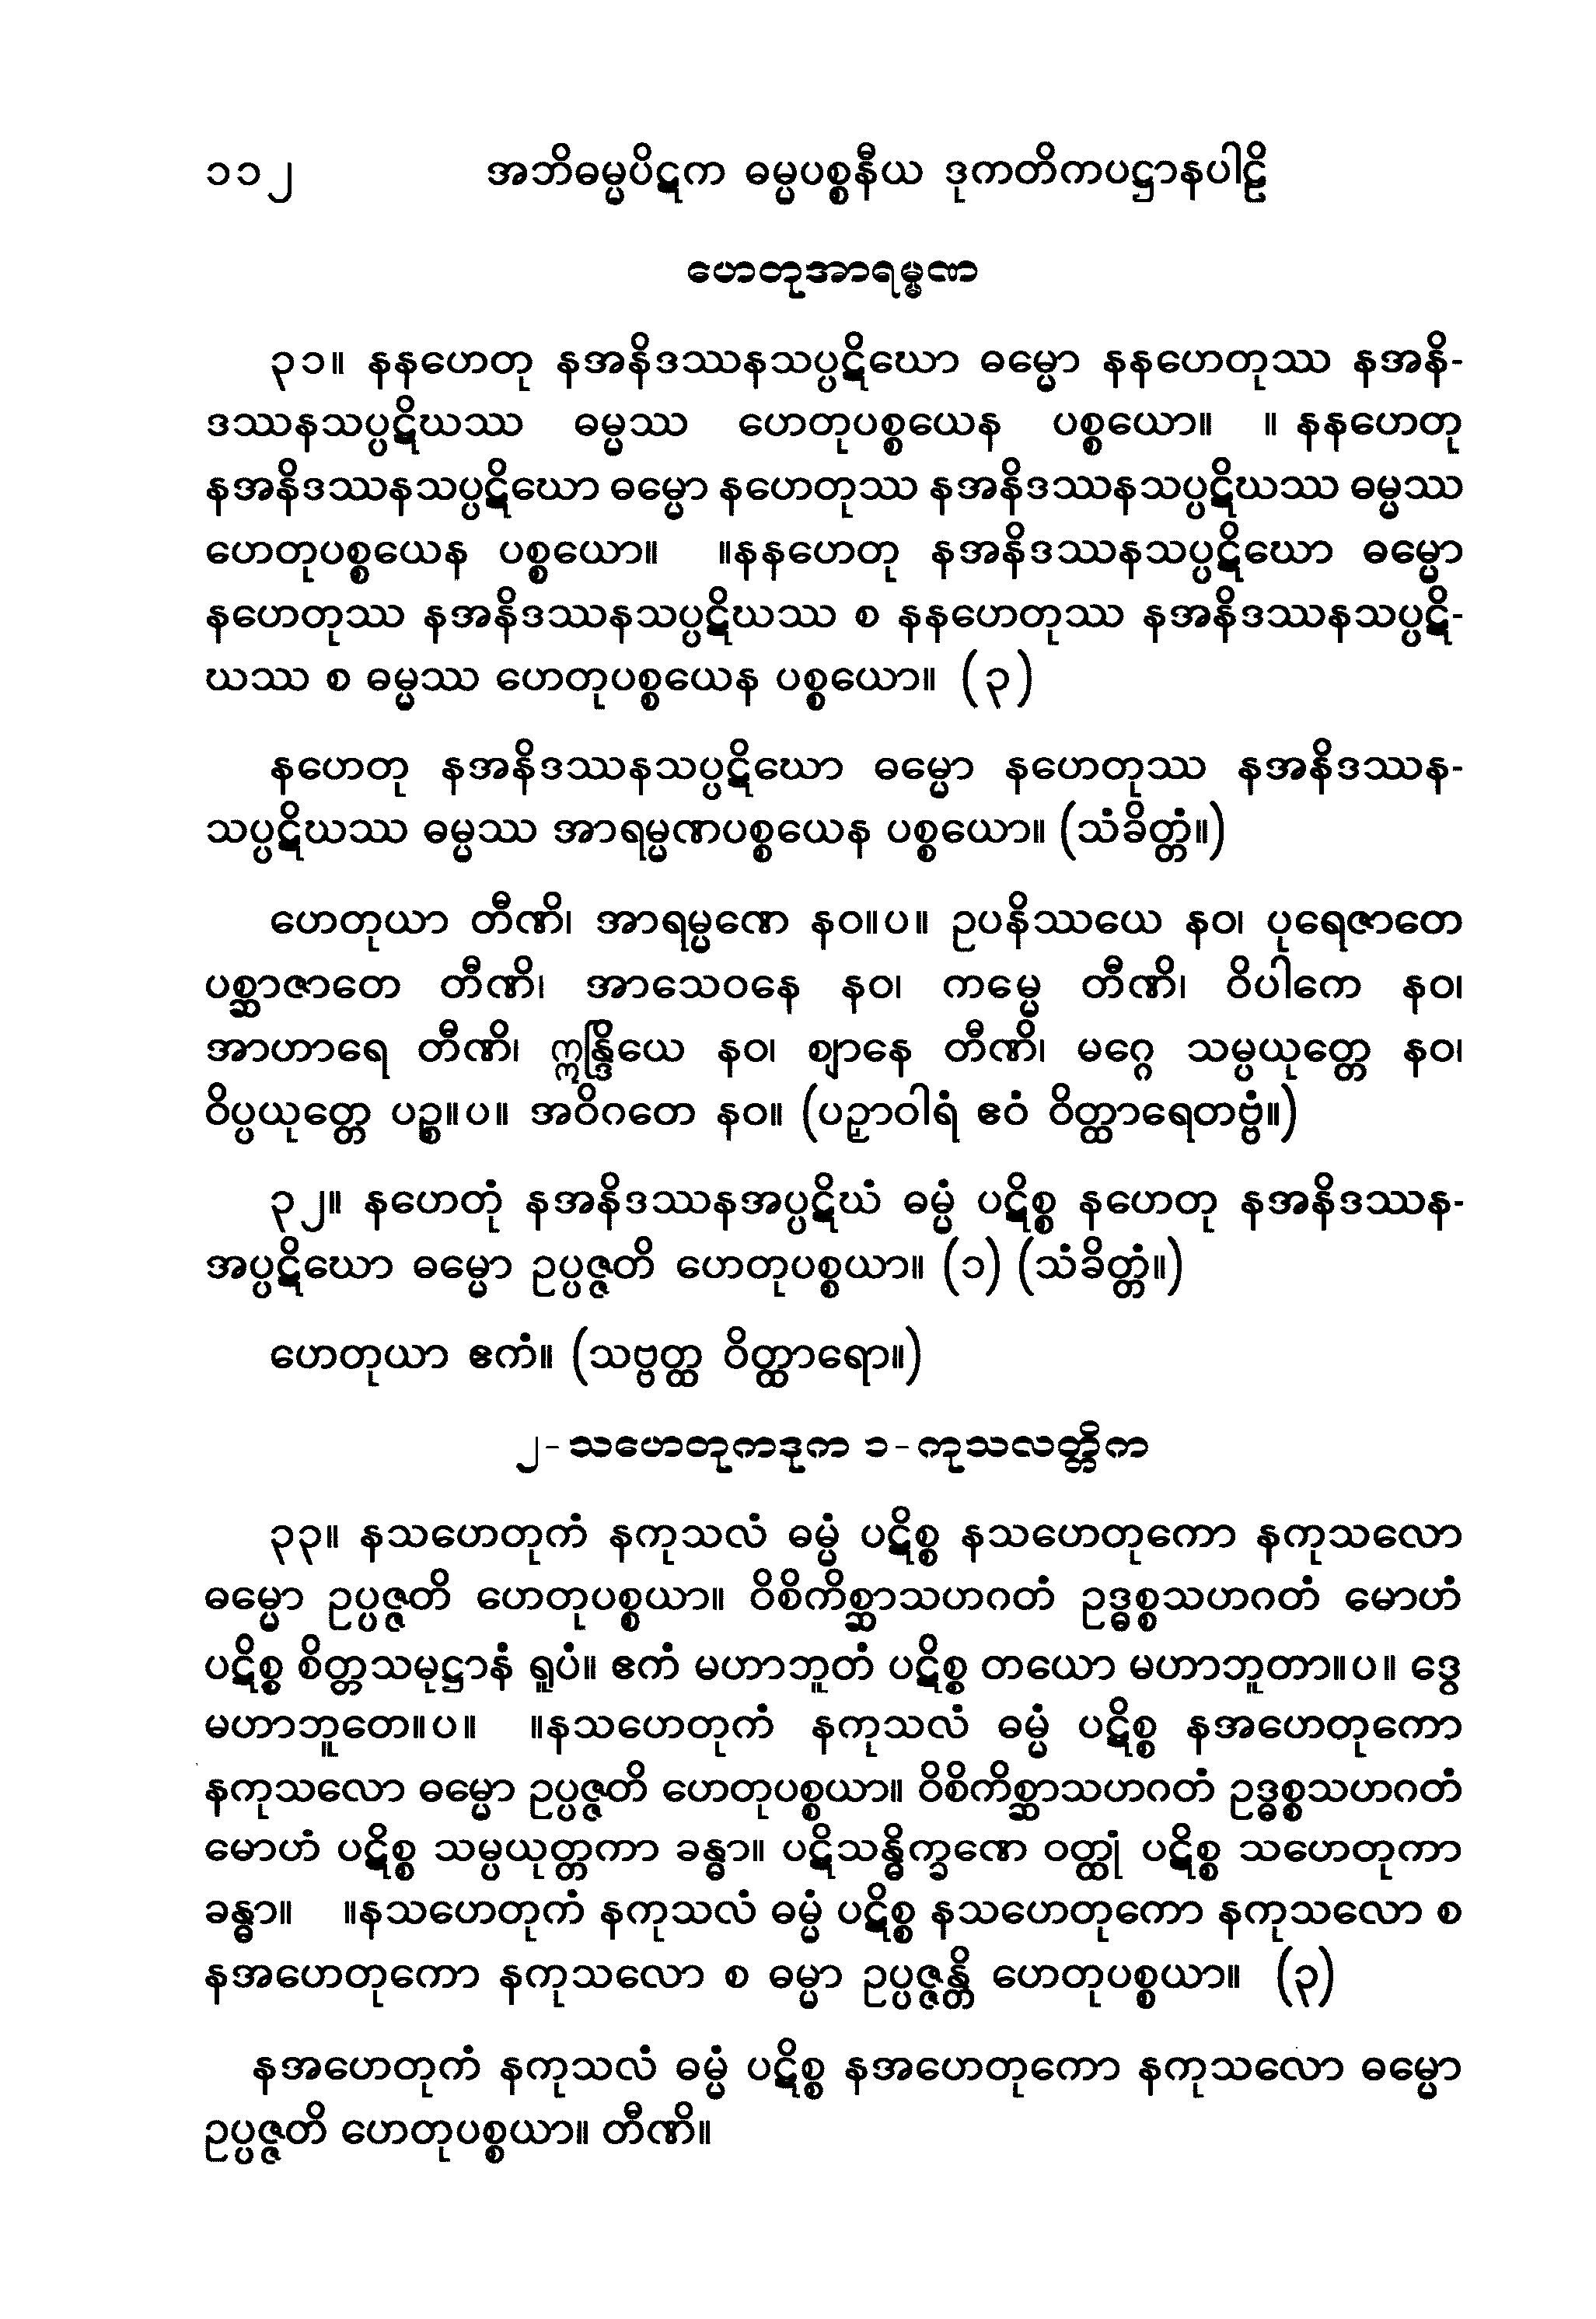 ၁၁၂ အဘိဓမ္မပိဋက ဓမ္မပစ္စနီယ ဒုကတိကပဋ္ဌာနပါဠိ
ဟေတုအာရမ္မဏ
၃၁။ နနဟေတု နအနိဒဿနသပ္ပဋိဃော ဓမ္မော နနဟေတုဿ နအနိ-
ဒဿနသပ္ပဋိဃဿ ဓမ္မဿ ဟေတုပစ္စယေန ပစ္စယော။ ။ နနဟေတု
နအနိဒဿနသပ္ပဋိဃော ဓမ္မော နဟေတုဿ နအနိဒဿနသပ္ပဋိဃဿ ဓမ္မဿ
ဟေတုပစ္စယေန ပစ္စယော။ ။နနဟေတု နအနိဒဿနသပ္ပဋိဃော ဓမ္မော
နဟေတုဿ နအနိဒဿနသပ္ပဋိဃဿ စ နနဟေတုဿ နအနိဒဿနသပ္ပဋိ-
ဃဿ စ ဓမ္မဿ ဟေတုပစ္စယေန ပစ္စယော။ (၃)
နဟေတု နအနိဒဿနသပ္ပဋိဃော ဓမ္မော နဟေတုဿ နအနိဒဿန-
သပ္ပဋိဃဿ ဓမ္မဿ အာရမ္မဏပစ္စယေန ပစ္စယော။ (သံခိတ္တံ။)
ဟေတုယာ တီဏိ၊ အာရမ္မဏေ နဝ။ပ။ ဥပနိဿယေ နဝ၊ ပုရေဇာတေ
ပစ္ဆာဇာတေ တီဏိ၊ အာသေဝနေ နဝ၊ ကမ္မေ တီဏိ၊ ဝိပါကေ နဝ၊
အာဟာရေ တီဏိ၊ ဣန္ဒြိယေ နဝ၊ ဈာနေ တီဏိ၊ မဂ္ဂေ သမ္ပယုတ္တေ နဝ၊
ဝိပ္ပယုတ္တေ ပဉ္စ။ပ။ အဝိဂတေ နဝ။ (ပဉှာဝါရံ ဧဝံ ဝိတ္ထာရေတဗ္ဗံ။)
၃၂။ နဟေတုံ နအနိဒဿနအပ္ပဋိဃံ ဓမ္မံ ပဋိစ္စ နဟေတု နအနိဒဿန-
အပ္ပဋိဃော ဓမ္မော ဥပ္ပဇ္ဇတိ ဟေတုပစ္စယာ။ (၁) (သံခိတ္တံ။)
ဟေတုယာ ဧကံ။ (သဗ္ဗတ္ထ ဝိတ္ထာရော။)
၂-သဟေတုကဒုက ၁-ကုသလတ္တိက
၃၃။ နသဟေတုကံ နကုသလံ ဓမ္မံ ပဋိစ္စ နသဟေတုကော နကုသလော
ဓမ္မော ဥပ္ပဇ္ဇတိ ဟေတုပစ္စယာ။ ဝိစိကိစ္ဆာသဟဂတံ ဥဒ္ဓစ္စသဟဂတံ မောဟံ
ပဋိစ္စ စိတ္တသမုဋ္ဌာနံ ရူပံ။ ဧကံ မဟာဘူတံ ပဋိစ္စ တယော မဟာဘူတာ။ပ။ ဒွေ
မဟာဘူတေ။ပ။ ။နသဟေတုကံ နကုသလံ ဓမ္မံ ပဋိစ္စ နအဟေတုကော
နကုသလော ဓမ္မော ဥပ္ပဇ္ဇတိ ဟေတုပစ္စယာ။ ဝိစိကိစ္ဆာသဟဂတံ ဥဒ္ဓစ္စသဟဂတံ
မောဟံ ပဋိစ္စ သမ္ပယုတ္တကာ ခန္ဓာ။ ပဋိသန္ဓိက္ခဏေ ဝတ္ထုံ ပဋိစ္စ သဟေတုကာ
ခန္ဓာ။ ။နသဟေတုကံ နကုသလံ ဓမ္မံ ပဋိစ္စ နသဟေတုကော နကုသလော စ
နအဟေတုကော နကုသလော စ ဓမ္မာ ဥပ္ပဇ္ဇန္တိ ဟေတုပစ္စယာ။ (၃)
နအဟေတုကံ နကုသလံ ဓမ္မံ ပဋိစ္စ နအဟေတုကော နကုသလော ဓမ္မော
ဥပ္ပဇ္ဇတိ ဟေတုပစ္စယာ။ တီဏိ။